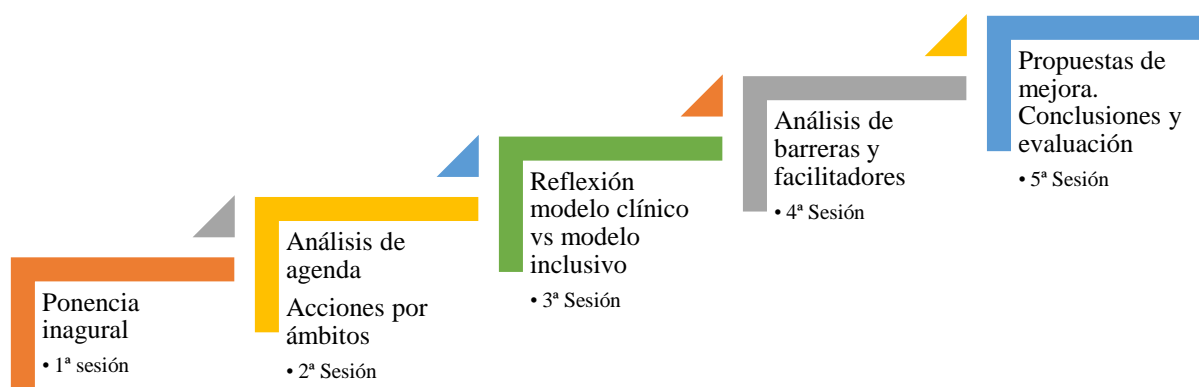 Ponencia
inagural
• 1ª sesión
Análisis de
agenda
Acciones por
ámbitos
• 2ª Sesión
Reflexión
modelo clínico
vs modelo
inclusivo
• 3ª Sesión
Análisis de
barreras y
facilitadores
• 4ª Sesión
Propuestas de
mejora.
Conclusiones y
evaluación
• 5ª Sesión